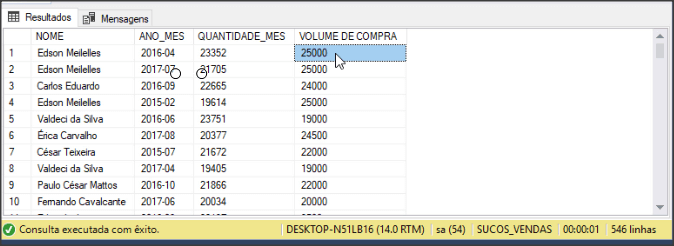 Resultados Mensagens
NOME ANO_MES QUANTIDADE_MES VOLUME DE COMPRA
1 Edson Meilelles 2016-04 23352 25000
2 Edson Meilelles 2017-07 21705 25000
3 Carlos Eduardo 2016-09 22665 24000
4 Edson Meilelles 2015-02 19614 25000
5 Valdeci da Silva 2016-06 23751 19000
6 Érica Carvalho 2017-08 20377 24500
7 César Teixeira 2015-07 21672 22000
8 Valdeci da Silva 2017-04 19405 19000
9 Paulo César Mattos 2016-10 21866 22000
10 Fernando Cavalcante 2017-06 20034 20000
Consulta executada com êxito. DESKTOP-N51LB16 (14.0 RTM) sa (54) SUCOS_VENDAS 00:00:01 546 linhas